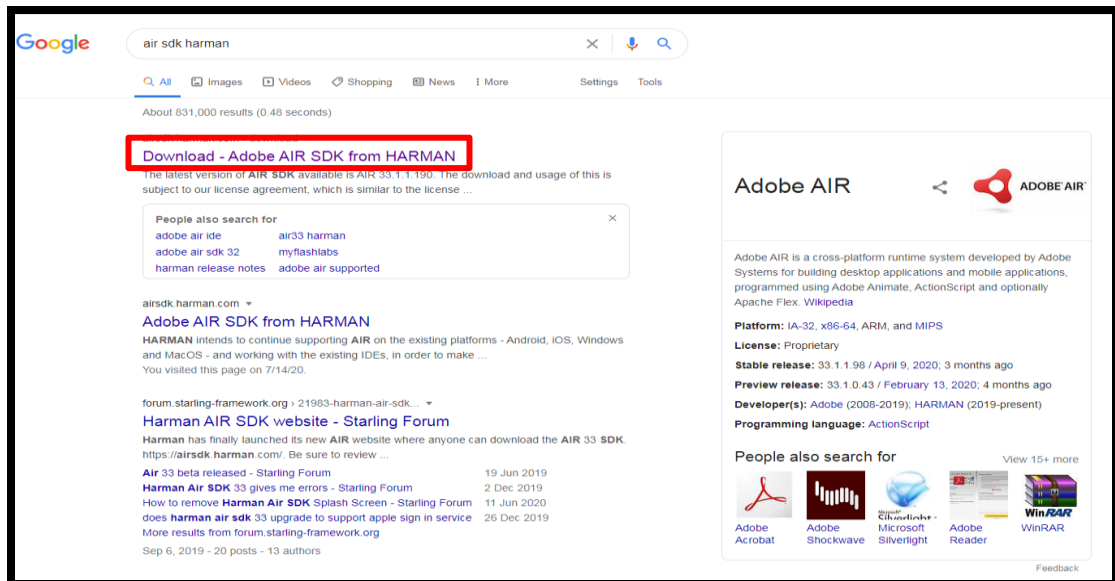 Google
air sdk harman
All Images Videos Shopping News More Settings Tools
About 831,000 results (0.48 seconds)
Download - Adobe AIR SDK from HARMAN
The latest version of AIR SDK available is AIR 33.1.1.190. The download and usage of this is
subject to our license agreement, which is similar to the license ...
People also search for
adobe air ide air33 harman
adobe air sdk 32 myflashlabs
harman release notes adobe air supported
airsdk.harman.com
Adobe AIR SDK from HARMAN
HARMAN intends to continue supporting AIR on the existing platforms - Android, iOS, Windows
and MacOS - and working with the existing IDEs, in order to make ...
You visited this page on 7/14/20.
forum.starling-framework.org › 21983-harman-air-sdk...
Harman AIR SDK website - Starling Forum
Harman has finally launched its new AIR website where anyone can download the AIR 33 SDK.
https://airsdk.harman.com/. Be sure to review ...
Air 33 beta released - Starling Forum 19 Jun 2019
Harman Air SDK 33 gives me errors - Starling Forum 2 Dec 2019
How to remove Harman Air SDK Splash Screen - Starling Forum 11 Jun 2020
does harman air sdk 33 upgrade to support apple sign in service 26 Dec 2019
More results from forum.starling-framework.org
Sep 6, 2019 - 20 posts - 13 authors
Adobe AIR
ADOBE® AIR®
Adobe AIR is a cross-platform runtime system developed by Adobe
Systems for building desktop applications and mobile applications,
programmed using Adobe Animate, ActionScript and optionally
Apache Flex. Wikipedia
Platform: IA-32, x86-64, ARM, and MIPS
License: Proprietary
Stable release: 33.1.1.98 / April 9, 2020; 3 months ago
Preview release: 33.1.0.43 / February 13, 2020; 4 months ago
Developer(s): Adobe (2008-2019); HARMAN (2019-present)
Programming language: ActionScript
People also search for View 15+ more
Microsoft
Silverlight
WinRAR
Adobe Acrobat
Adobe Shockwave
Microsoft Silverlight
Adobe Reader
WinRAR
Feedback